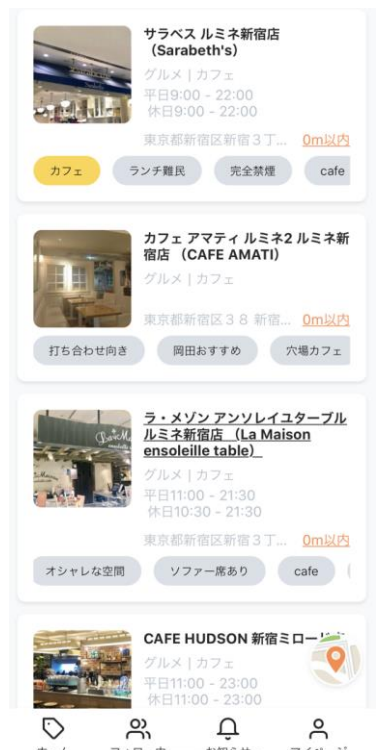 サラベス ルミネ新宿店
（Sarabeth's）
グルメ | カフェ
平日9:00 - 22:00
休日9:00 - 22:00
東京都新宿区新宿３丁... 0m以内
カフェ ランチ難民 完全禁煙 cafe
カフェ アマティ ルミネ2 ルミネ新
宿店 （CAFE AMATI）
グルメ | カフェ
東京都新宿区３８ 新宿... 0m以内
打ち合わせ向き 岡田おすすめ 穴場カフェ
ラ・メゾン アンソレイユターブル
ルミネ新宿店 （La Maison
ensoleille table）
グルメ | カフェ
平日11:00 - 21:30
休日10:30 - 21:30
東京都新宿区新宿３丁... 0m以内
オシャレな空間 ソファー席あり cafe
CAFE HUDSON 新宿ミロード
グルメ | カフェ
平日11:00 - 23:00
休日11:00 - 23:00